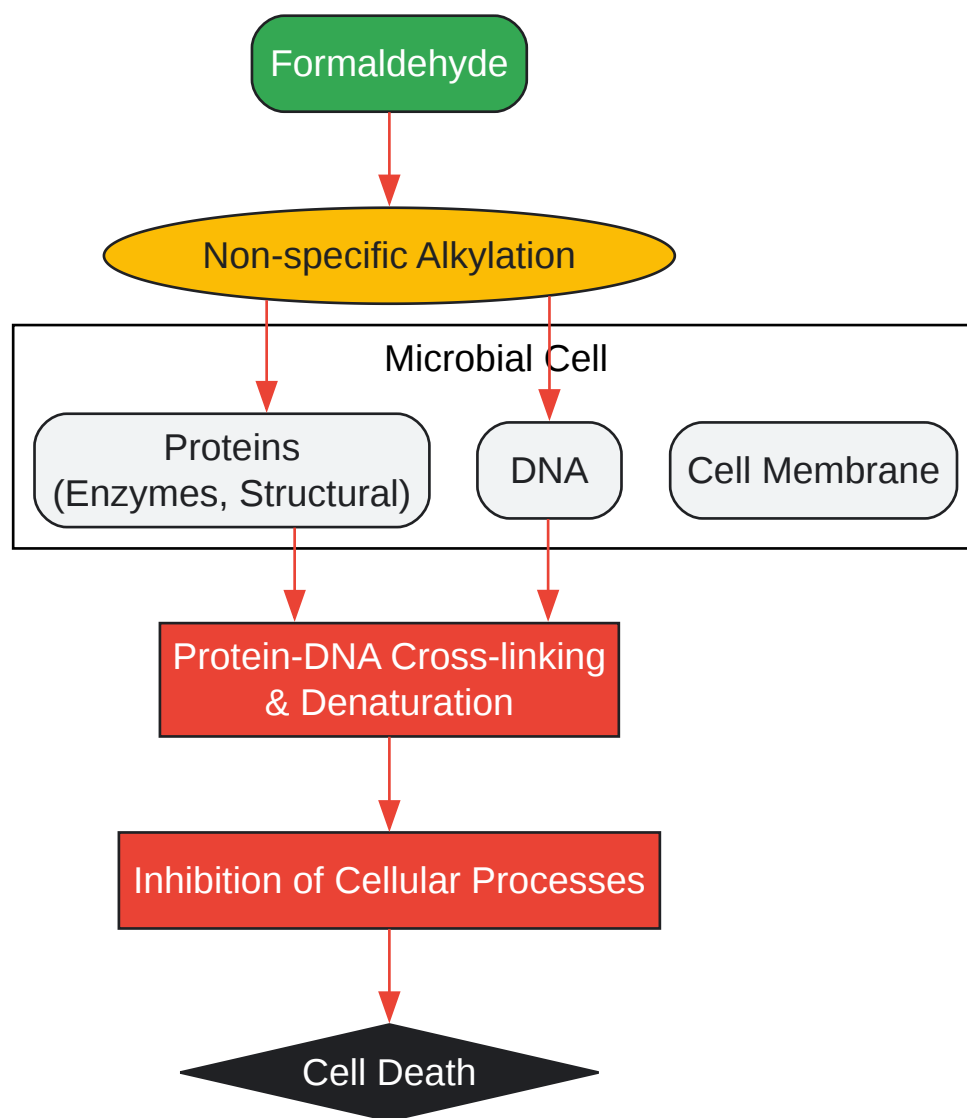 Formaldehyde
Non-specific Alkylation
Microbial Cell
Proteins
(Enzymes, Structural)
DNA
Cell Membrane
Protein-DNA Cross-linking
& Denaturation
Inhibition of Cellular Processes
Cell Death